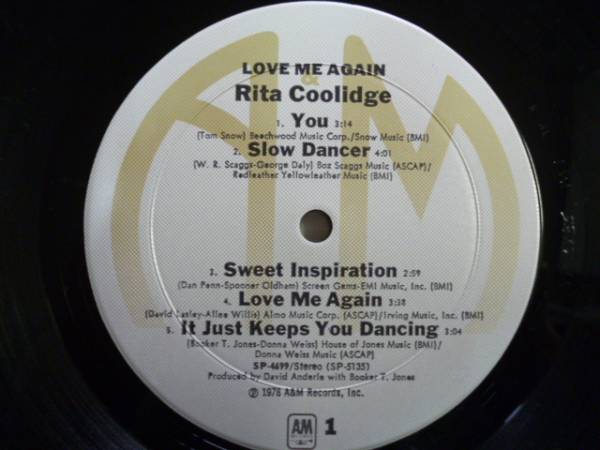 LOVE ME AGAIN
&
Rita Coolidge
1. You 3:14
(Tom Snow) Beechwood Music Corp./Snow Music (BMI)
2. Slow Dancer 4:01
(W. R. Scaggs-George Daly) Boz Scaggs Music (ASCAP)/
Redleather Yellowleather Music (BMI)
3. Sweet Inspiration 2:59
(Dan Penn-Spooner Oldham) Screen Gems-EMI Music, Inc. (BMI)
4. Love Me Again 3:38
(David Lasley-Allee Willis) Almo Music Corp. (ASCAP)/Irving Music, Inc. (BMI)
5. It Just Keeps You Dancing 3:04
(Booker T. Jones-Donna Weiss) House of Jones Music (BMI)/
Donna Weiss Music (ASCAP)
SP-4699/Stereo (SP-5135)
Produced by David Anderle with Booker T. Jones
℗ 1978 A&M Records, Inc.
A&M 1